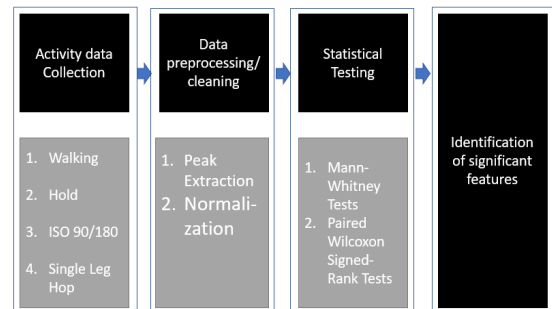 Activity data
Collection
1. Walking
2. Hold
3. ISO 90/180
4. Single Leg
Hop
Data
preprocessing/
cleaning
1. Peak
Extraction
2. Normali-
zation
Statistical
Testing
1. Mann-
Whitney
Tests
2. Paired
Wilcoxon
Signed-
Rank Tests
Identification
of significant
features